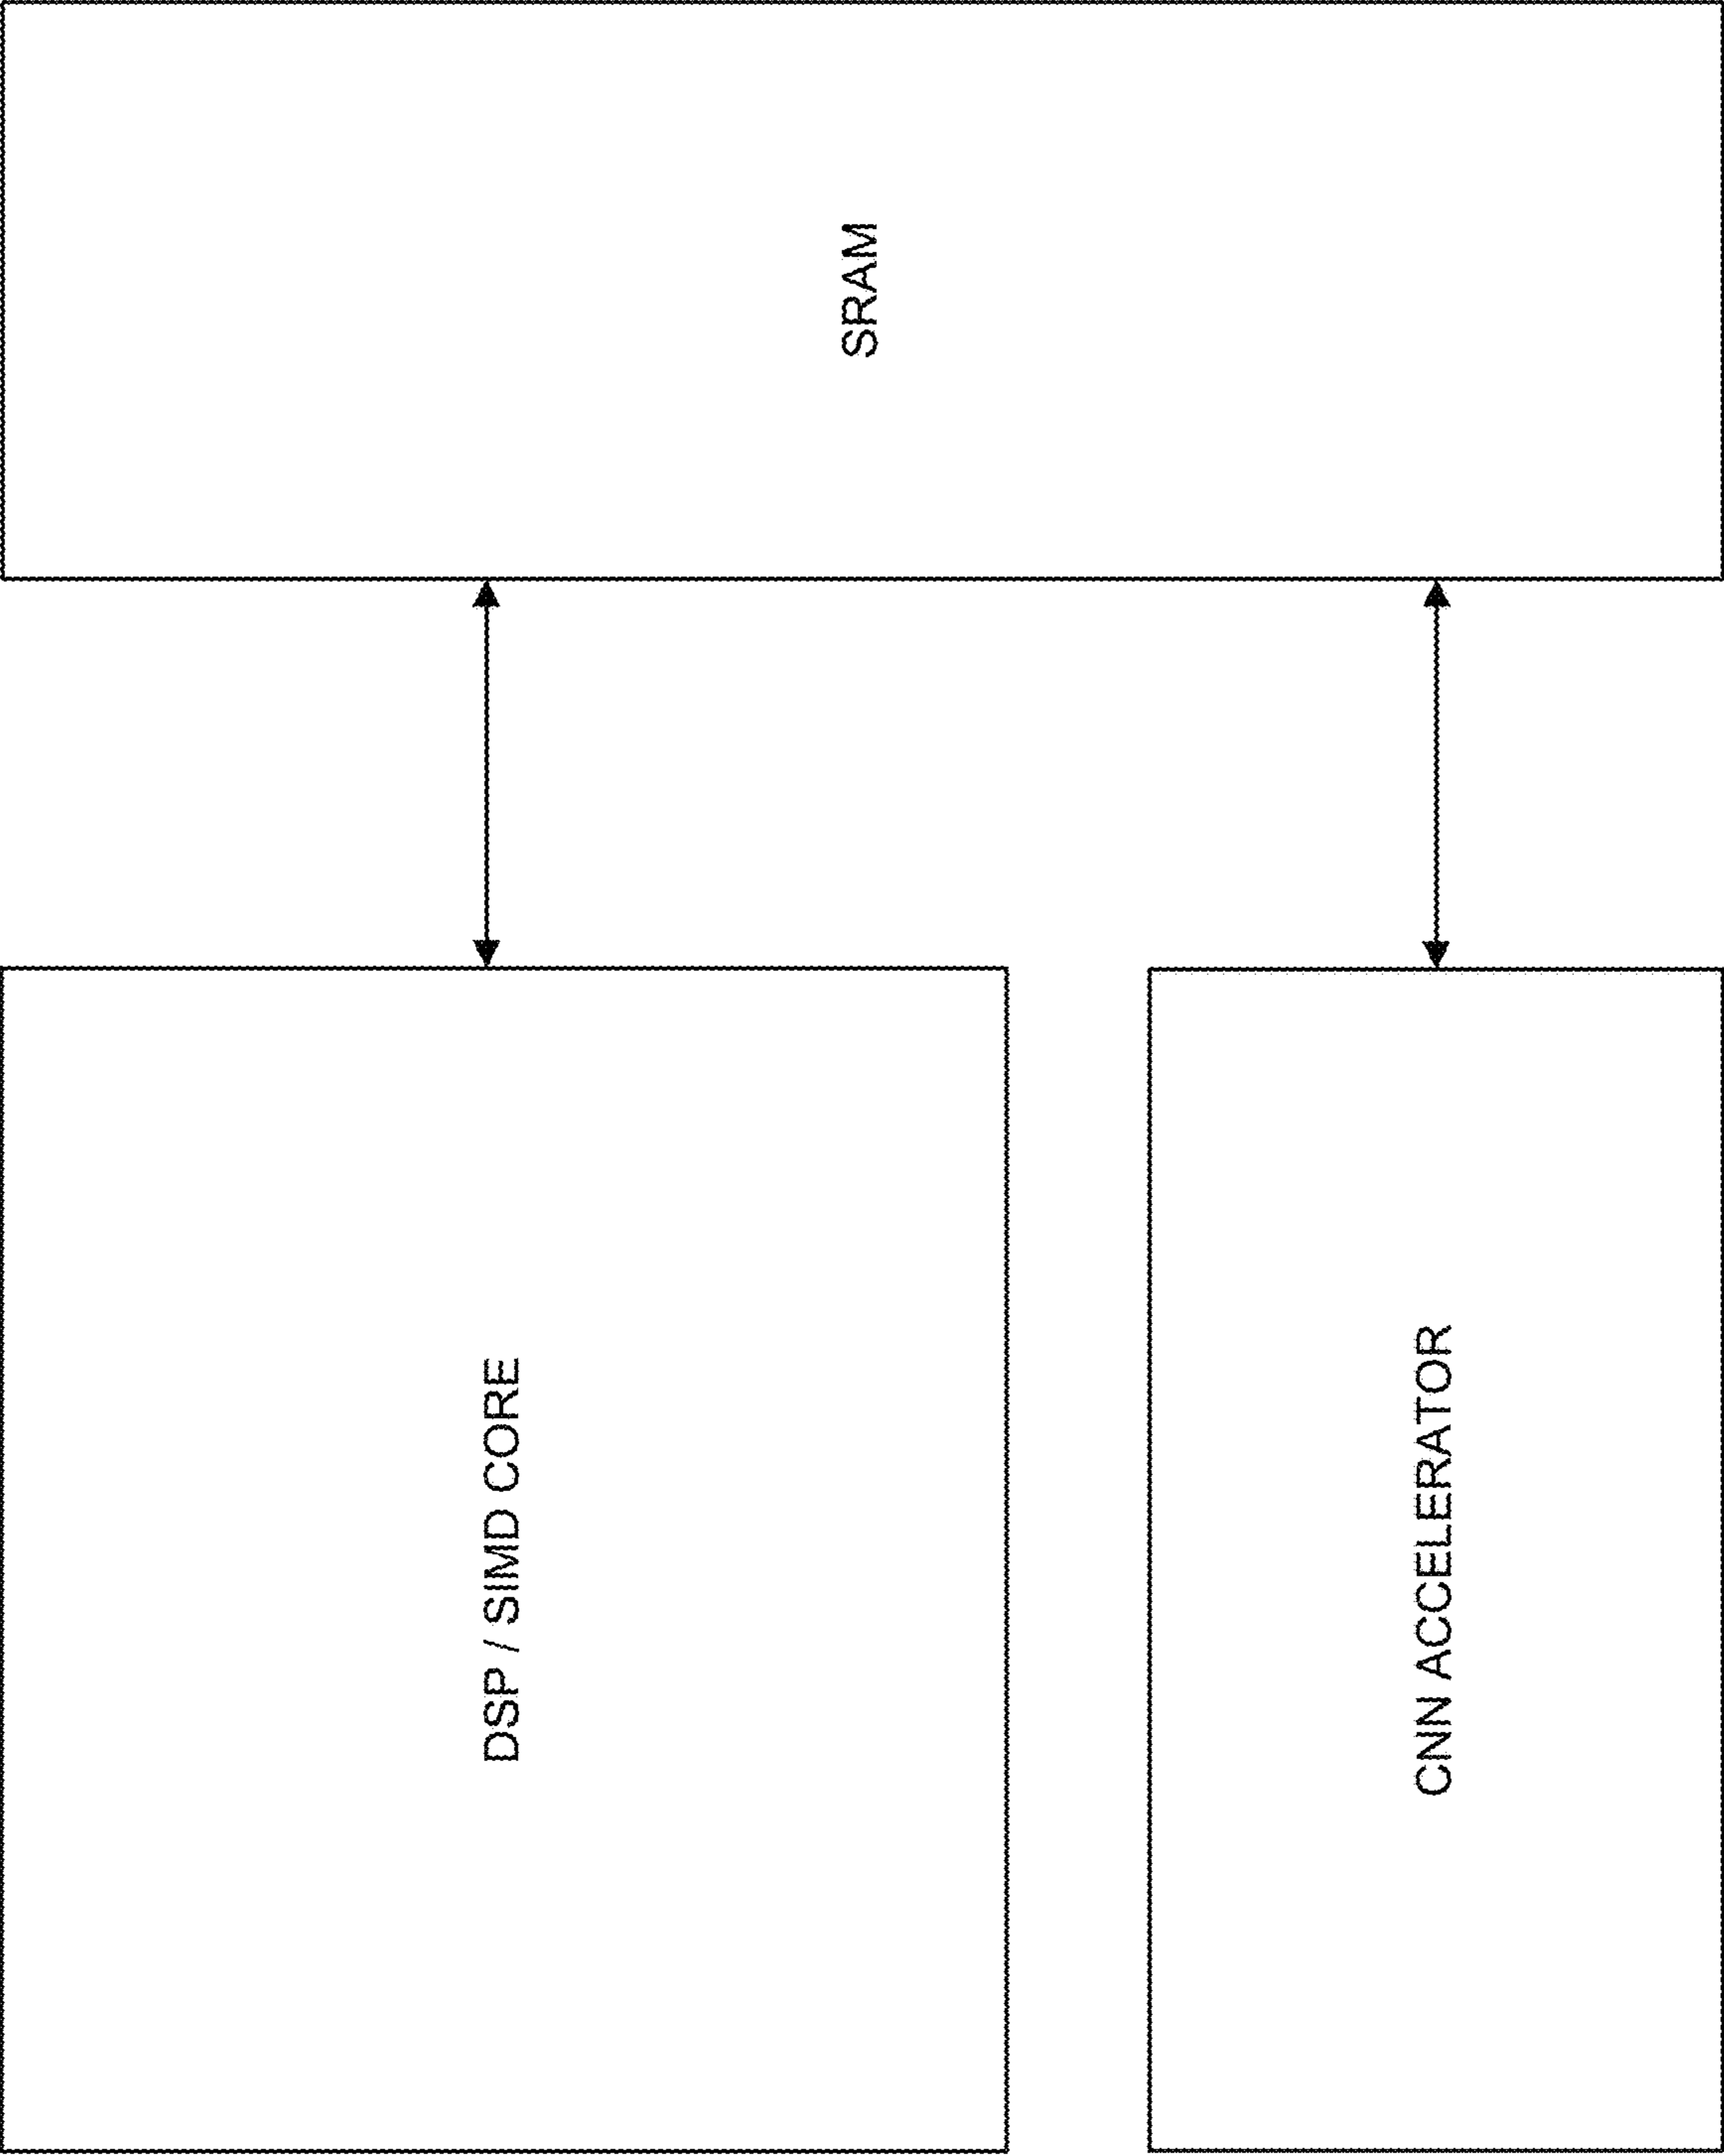 DSP / SIMD CORE
SRAM
CNN ACCELERATOR